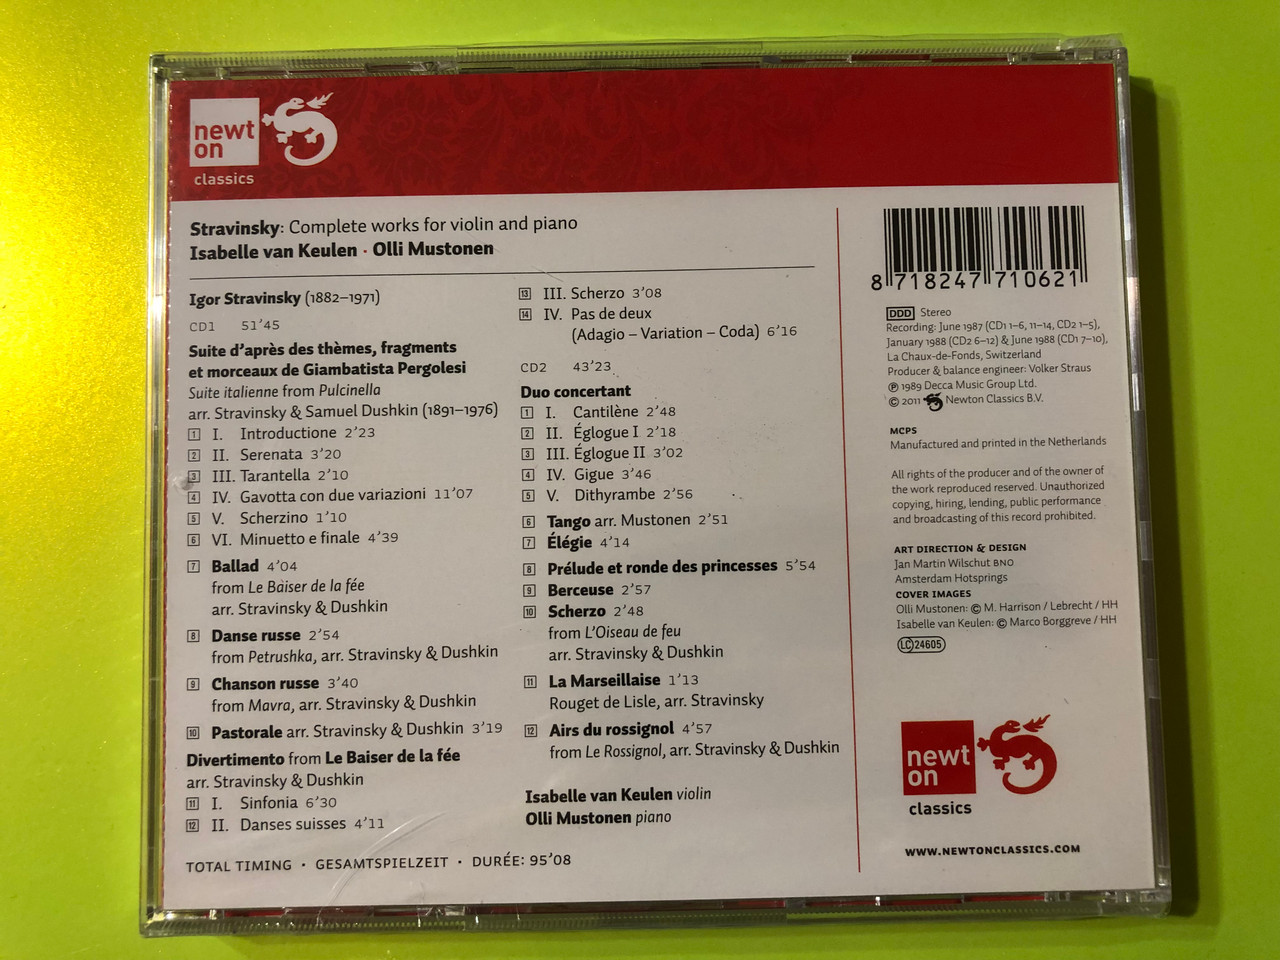 newt
on
classics
Stravinsky: Complete works for violin and piano
Isabelle van Keulen · Olli Mustonen
Igor Stravinsky (1882–1971)
CD1 51'45
Suite d'après des thèmes, fragments
et morceaux de Giambatista Pergolesi
Suite italienne from Pulcinella
arr. Stravinsky & Samuel Dushkin (1891–1976)
1 I. Introductione 2'23
2 II. Serenata 3'20
3 III. Tarantella 2'10
4 IV. Gavotta con due variazioni 11'07
5 V. Scherzino 1'10
6 VI. Minuetto e finale 4'39
7 Ballad 4'04
from Le Baiser de la fée
arr. Stravinsky & Dushkin
8 Danse russe 2'54
from Petrushka, arr. Stravinsky & Dushkin
9 Chanson russe 3'40
from Mavra, arr. Stravinsky & Dushkin
10 Pastorale arr. Stravinsky & Dushkin 3'19
Divertimento from Le Baiser de la fée
arr. Stravinsky & Dushkin
11 I. Sinfonia 6'30
12 II. Danses suisses 4'11
13 III. Scherzo 3'08
14 IV. Pas de deux
(Adagio – Variation – Coda) 6'16
CD2 43'23
Duo concertant
1 I. Cantilène 2'48
2 II. Églogue I 2'18
3 III. Églogue II 3'02
4 IV. Gigue 3'46
5 V. Dithyrambe 2'56
6 Tango arr. Mustonen 2'51
7 Élégie 4'14
8 Prélude et ronde des princesses 5'54
9 Berceuse 2'57
10 Scherzo 2'48
from L'Oiseau de feu
arr. Stravinsky & Dushkin
11 La Marseillaise 1'13
Rouget de Lisle, arr. Stravinsky
12 Airs du rossignol 4'57
from Le Rossignol, arr. Stravinsky & Dushkin
Isabelle van Keulen violin
Olli Mustonen piano
TOTAL TIMING · GESAMTSPIELZEIT · DURÉE: 95'08
8 718247 710621
DDD Stereo
Recording: June 1987 (CD1 1–6, 11–14, CD2 1–5),
January 1988 (CD2 6–12) & June 1988 (CD1 7–10),
La Chaux-de-Fonds, Switzerland
Producer & balance engineer: Volker Straus
℗ 1989 Decca Music Group Ltd.
© 2011 Newton Classics B.V.
MCPS
Manufactured and printed in the Netherlands
All rights of the producer and of the owner of
the work reproduced reserved. Unauthorized
copying, hiring, lending, public performance
and broadcasting of this record prohibited.
ART DIRECTION & DESIGN
Jan Martin Wilschut BNO
Amsterdam Hotsprings
COVER IMAGES
Olli Mustonen: © M. Harrison / Lebrecht / HH
Isabelle van Keulen: © Marco Borggreve / HH
LC 24605
newt
on
classics
WWW.NEWTONCLASSICS.COM